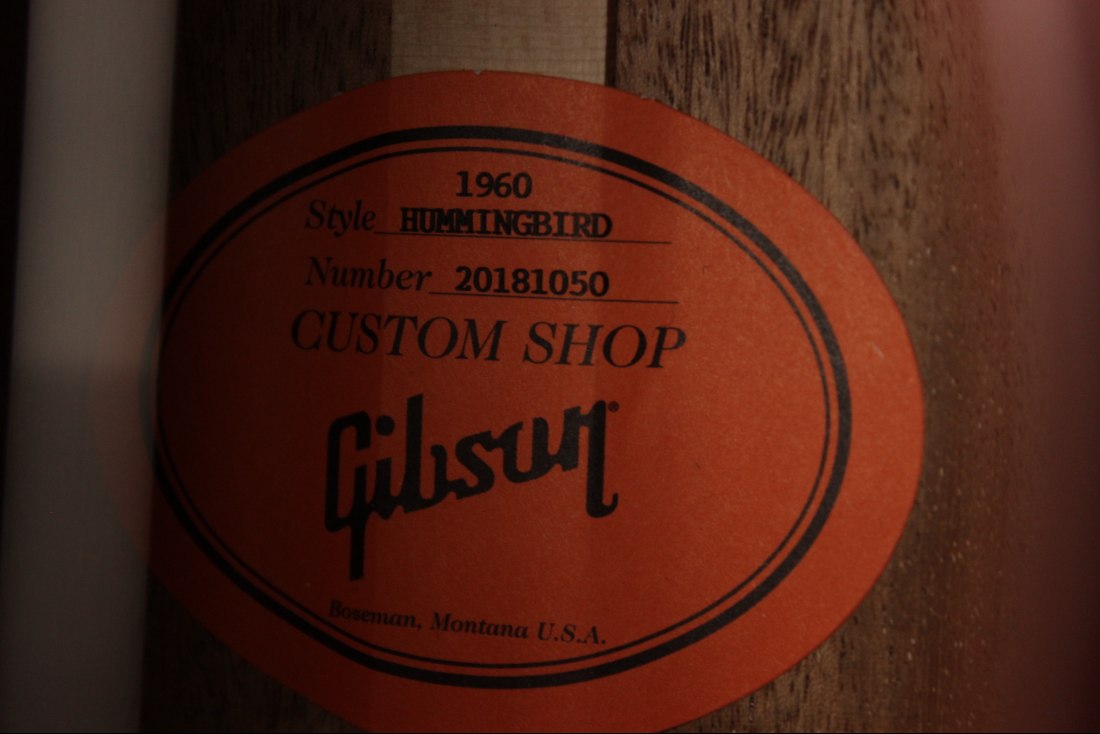 1960
Style HUMMINGBIRD
Number 20181050
CUSTOM SHOP
Gibson
Boseman, Montana U.S.A.